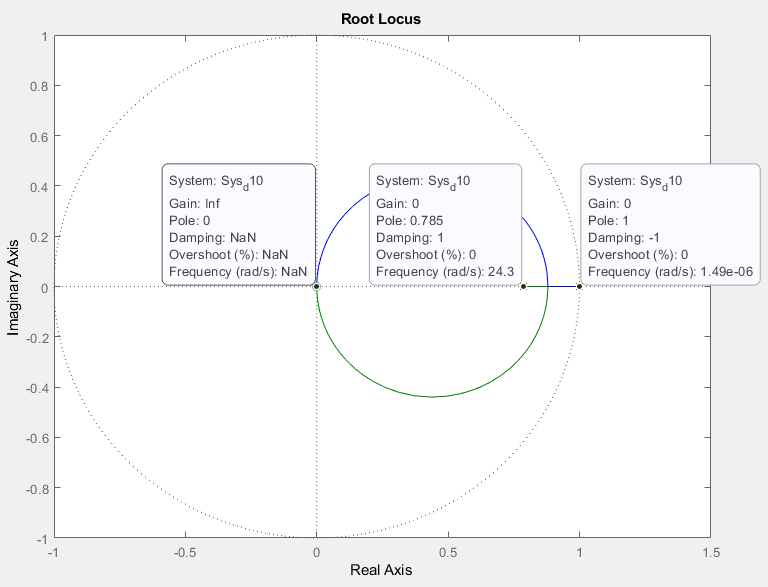 Root Locus
Imaginary Axis
1
0.8
0.6
0.4
0.2
0
-0.2
-0.4
-0.6
-0.8
-1
System: Sys_d10
Gain: Inf
Pole: 0
Damping: NaN
Overshoot (%): NaN
Frequency (rad/s): NaN
System: Sys_d10
Gain: 0
Pole: 0.785
Damping: 1
Overshoot (%): 0
Frequency (rad/s): 24.3
System: Sys_d10
Gain: 0
Pole: 1
Damping: -1
Overshoot (%): 0
Frequency (rad/s): 1.49e-06
-1
-0.5
0
0.5
1
1.5
Real Axis